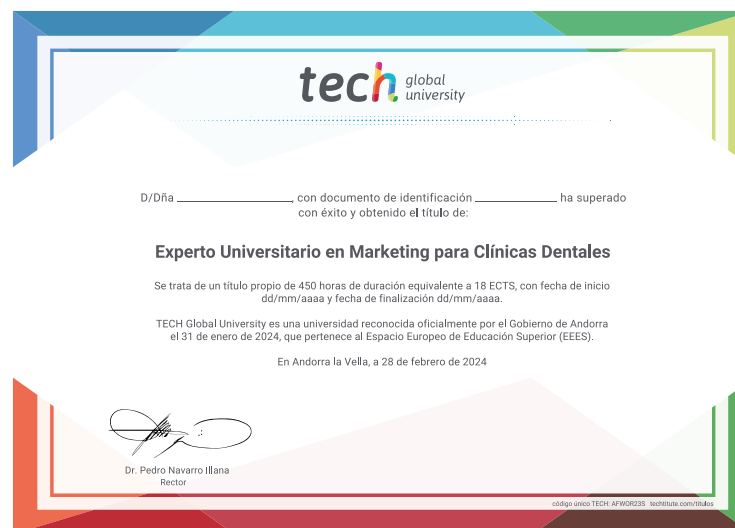 tech global university
D/Dña ____________________, con documento de identificación ______________ ha superado
con éxito y obtenido el título de:
Experto Universitario en Marketing para Clínicas Dentales
Se trata de un título propio de 450 horas de duración equivalente a 18 ECTS, con fecha de inicio
dd/mm/aaaa y fecha de finalización dd/mm/aaaa.
TECH Global University es una universidad reconocida oficialmente por el Gobierno de Andorra
el 31 de enero de 2024, que pertenece al Espacio Europeo de Educación Superior (EEES).
En Andorra la Vella, a 28 de febrero de 2024
Dr. Pedro Navarro Illana
Rector
código único TECH: AFWOR23S techtitute.com/titulos